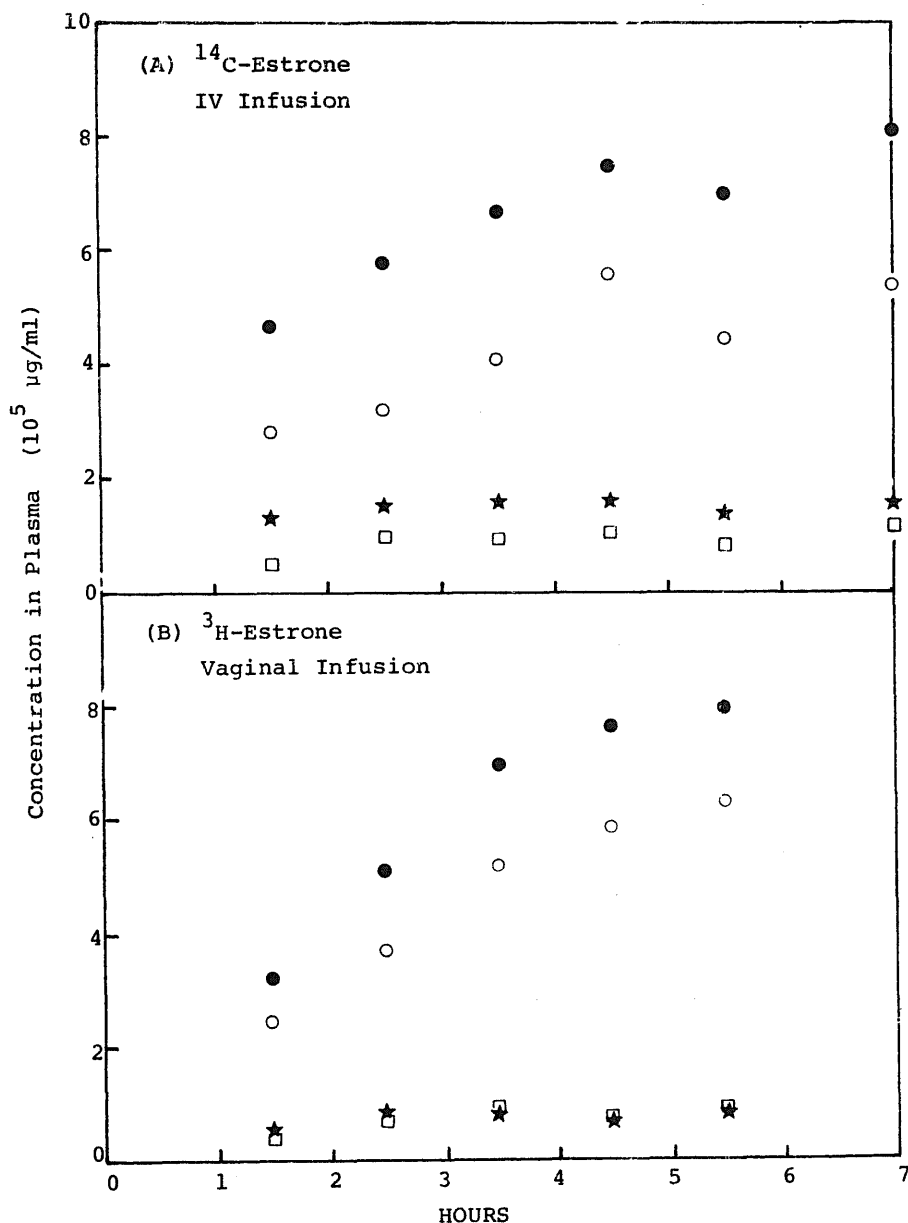 10
(A) ¹⁴C-Estrone
IV Infusion
8
6
4
2
0
(B) ³H-Estrone
Vaginal Infusion
8
6
4
2
0
Concentration in Plasma (10⁵ µg/ml)
0 1 2 3 4 5 6 7
HOURS